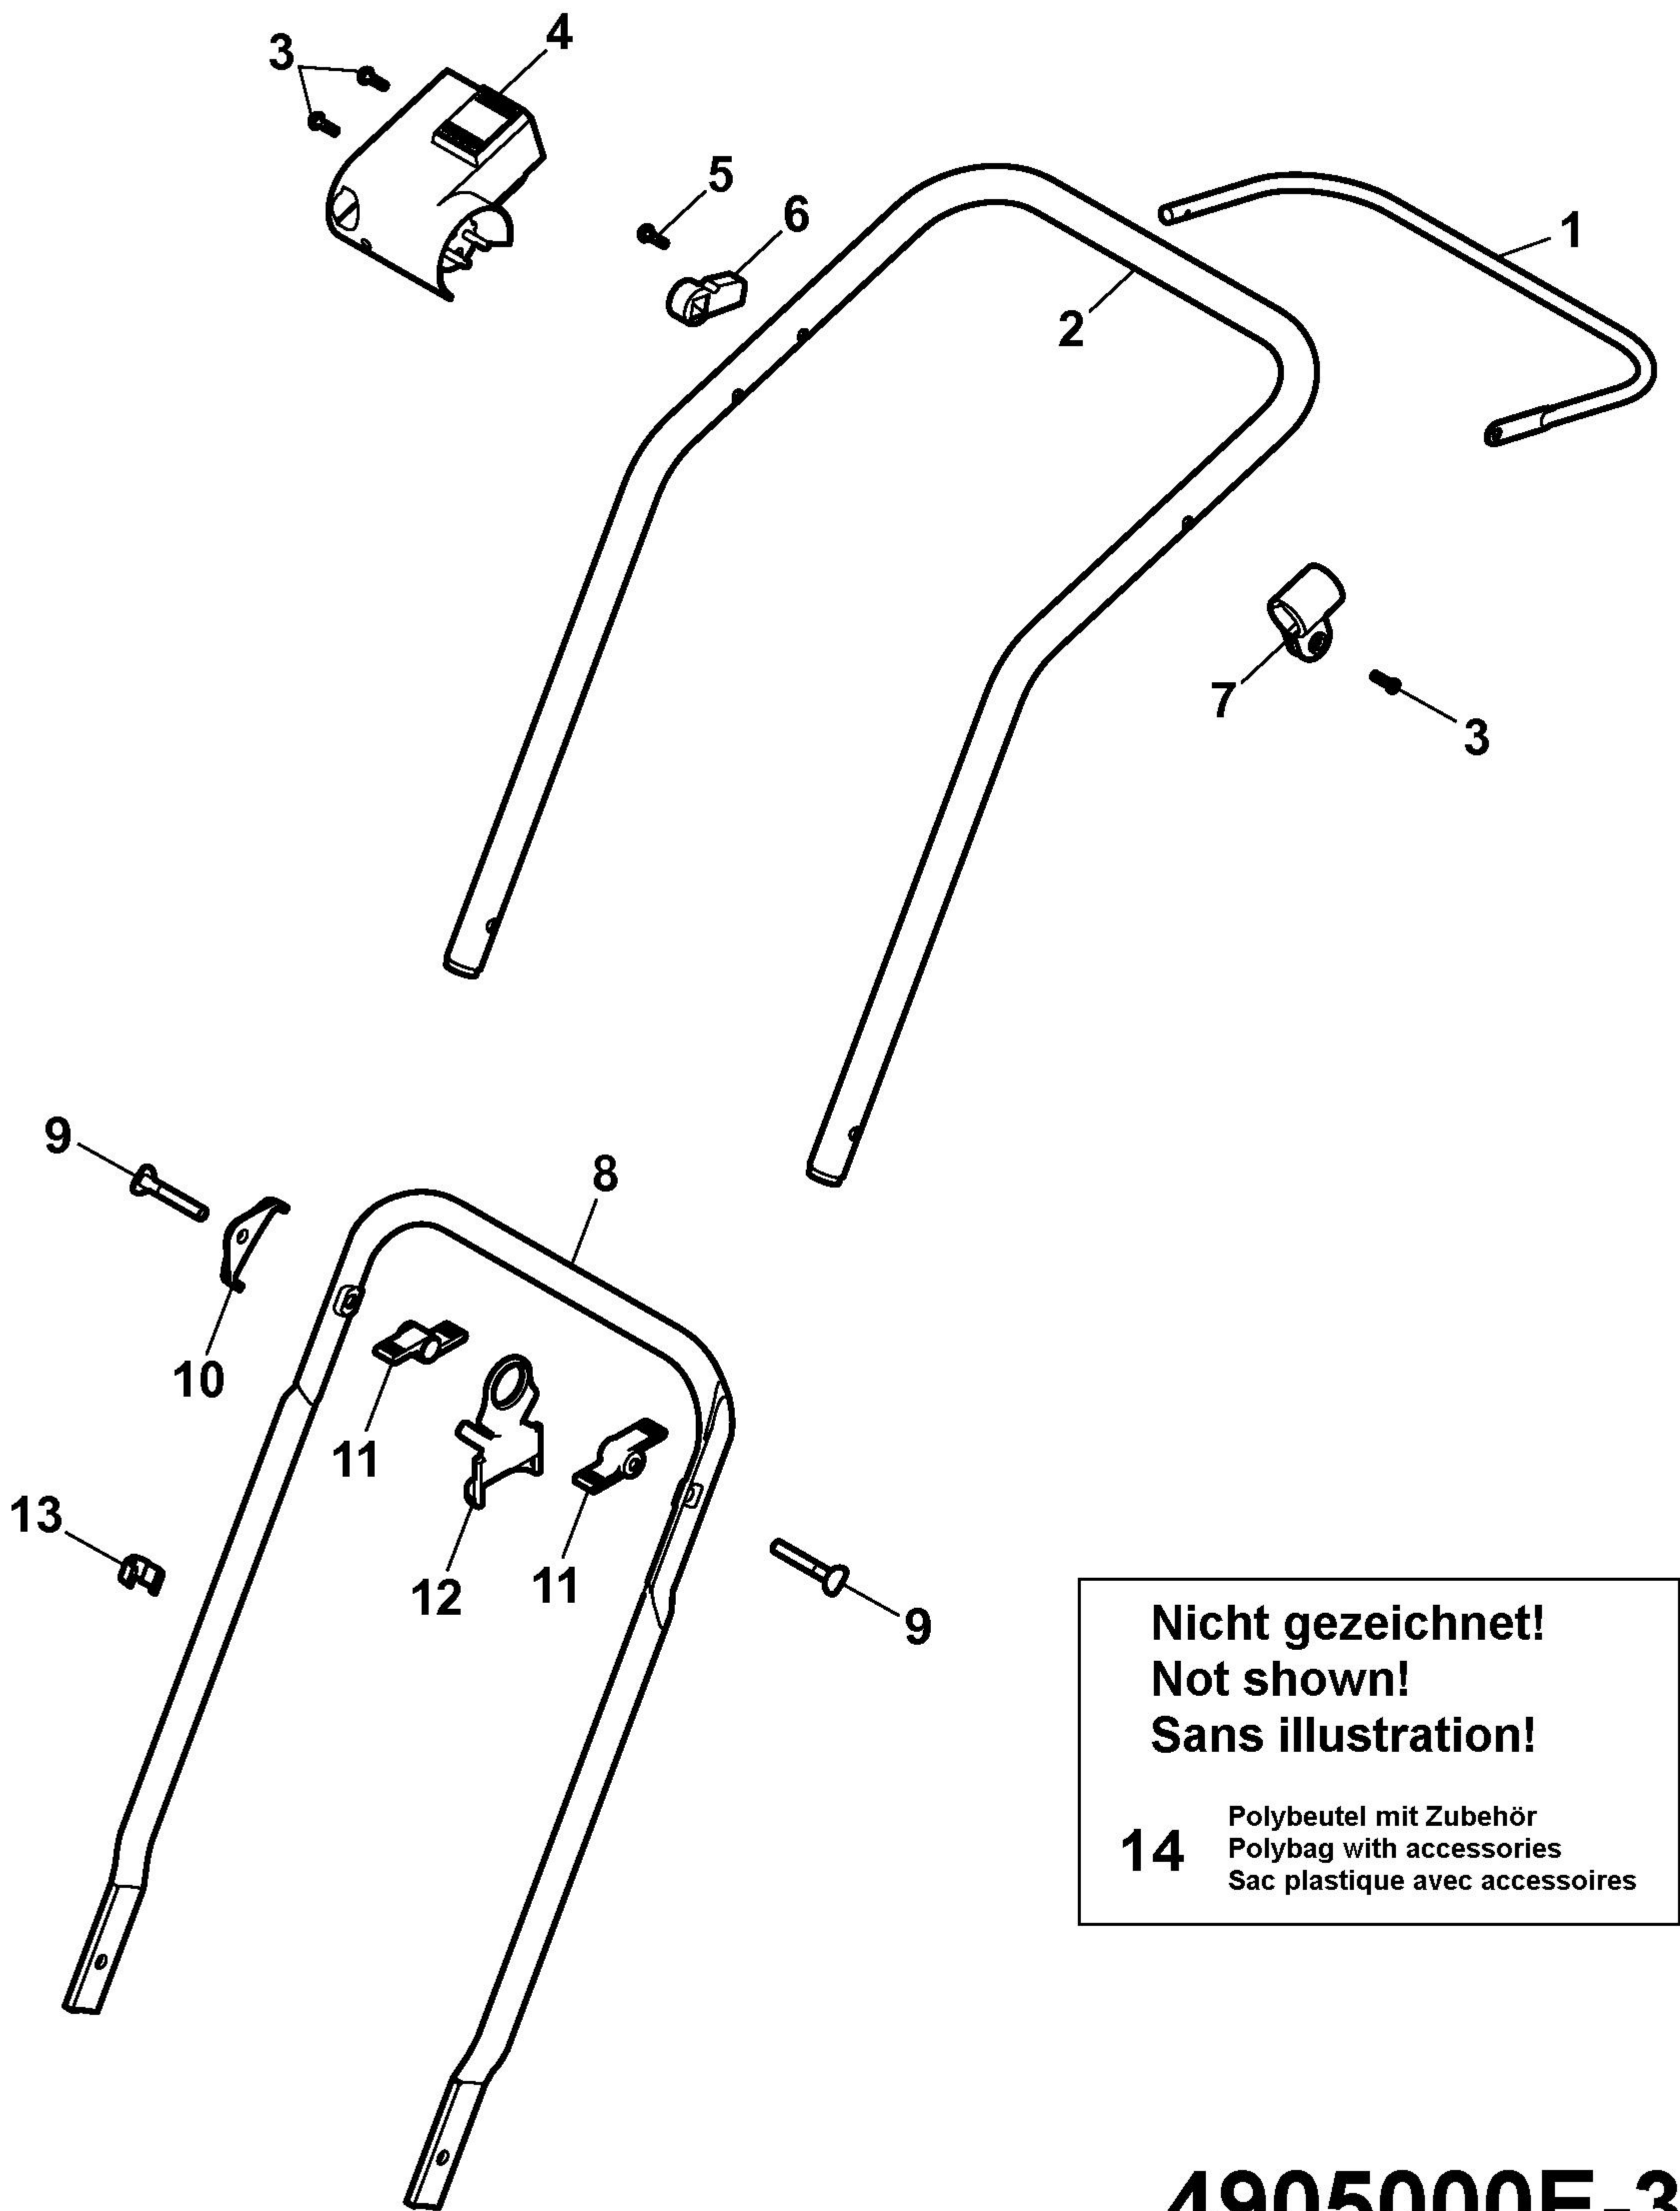 3
4
5
6
1
2
7
3
9
8
10
11
13
12
11
9
Nicht gezeichnet!
Not shown!
Sans illustration!
14
Polybeutel mit Zubehör
Polybag with accessories
Sac plastique avec accessoires